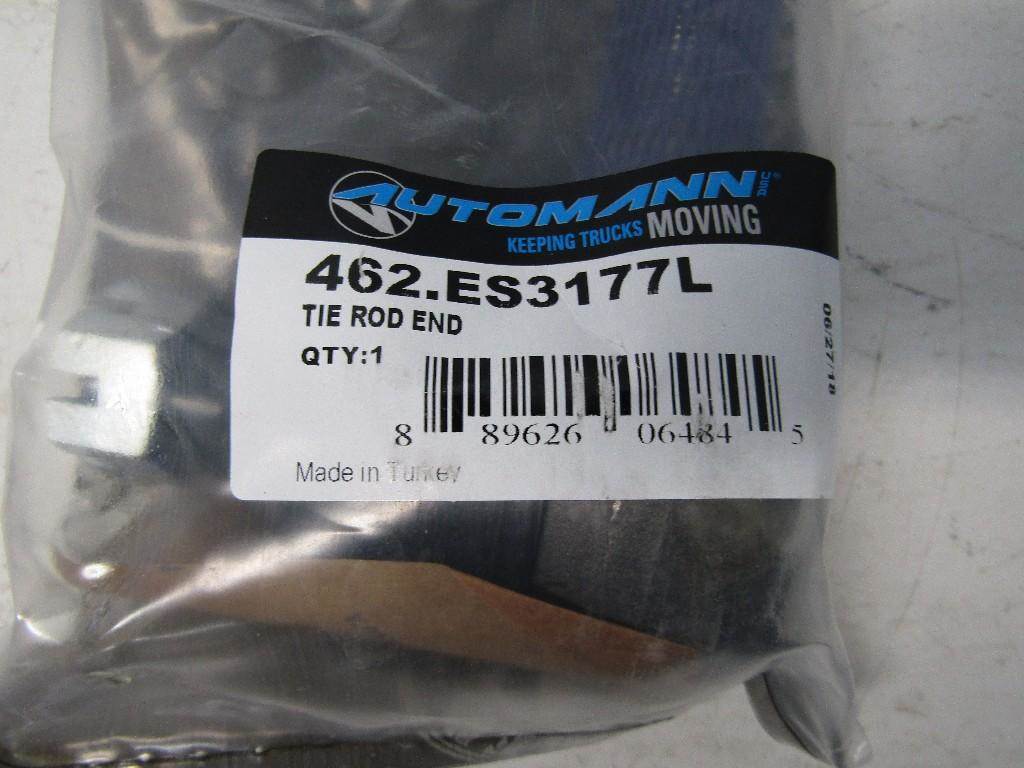 AUTOMANN USA®
KEEPING TRUCKS MOVING
462.ES3177L
TIE ROD END
QTY:1
8 89626 06484 5
Made in Turkey
06/27/18